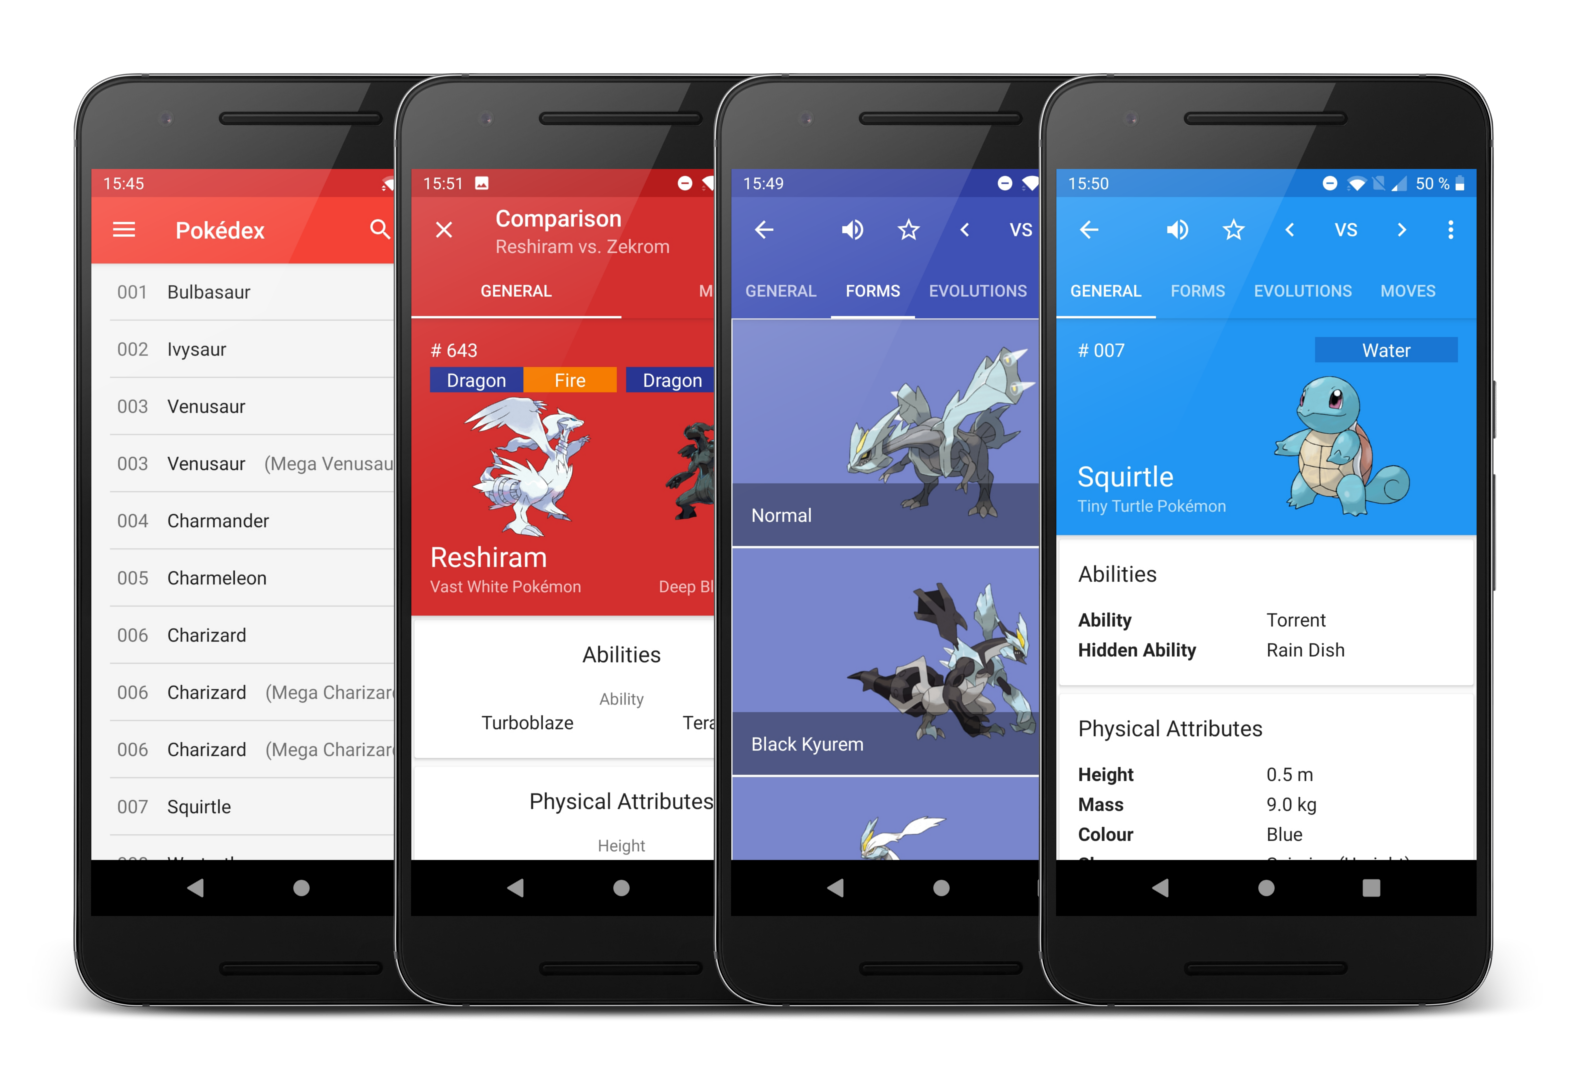 15:45
Pokédex
001 Bulbasaur
002 Ivysaur
003 Venusaur
003 Venusaur (Mega Venusau
004 Charmander
005 Charmeleon
006 Charizard
006 Charizard (Mega Charizar
006 Charizard (Mega Charizar
007 Squirtle
15:51
Comparison
Reshiram vs. Zekrom
GENERAL M
# 643
Dragon Fire Dragon
Reshiram
Vast White Pokémon Deep Bl
Abilities
Ability
Turboblaze Tera
Physical Attributes
Height
15:49
VS
GENERAL FORMS EVOLUTIONS
Normal
Black Kyurem
15:50 50 %
VS
GENERAL FORMS EVOLUTIONS MOVES
# 007 Water
Squirtle
Tiny Turtle Pokémon
Abilities
Ability Torrent
Hidden Ability Rain Dish
Physical Attributes
Height 0.5 m
Mass 9.0 kg
Colour Blue